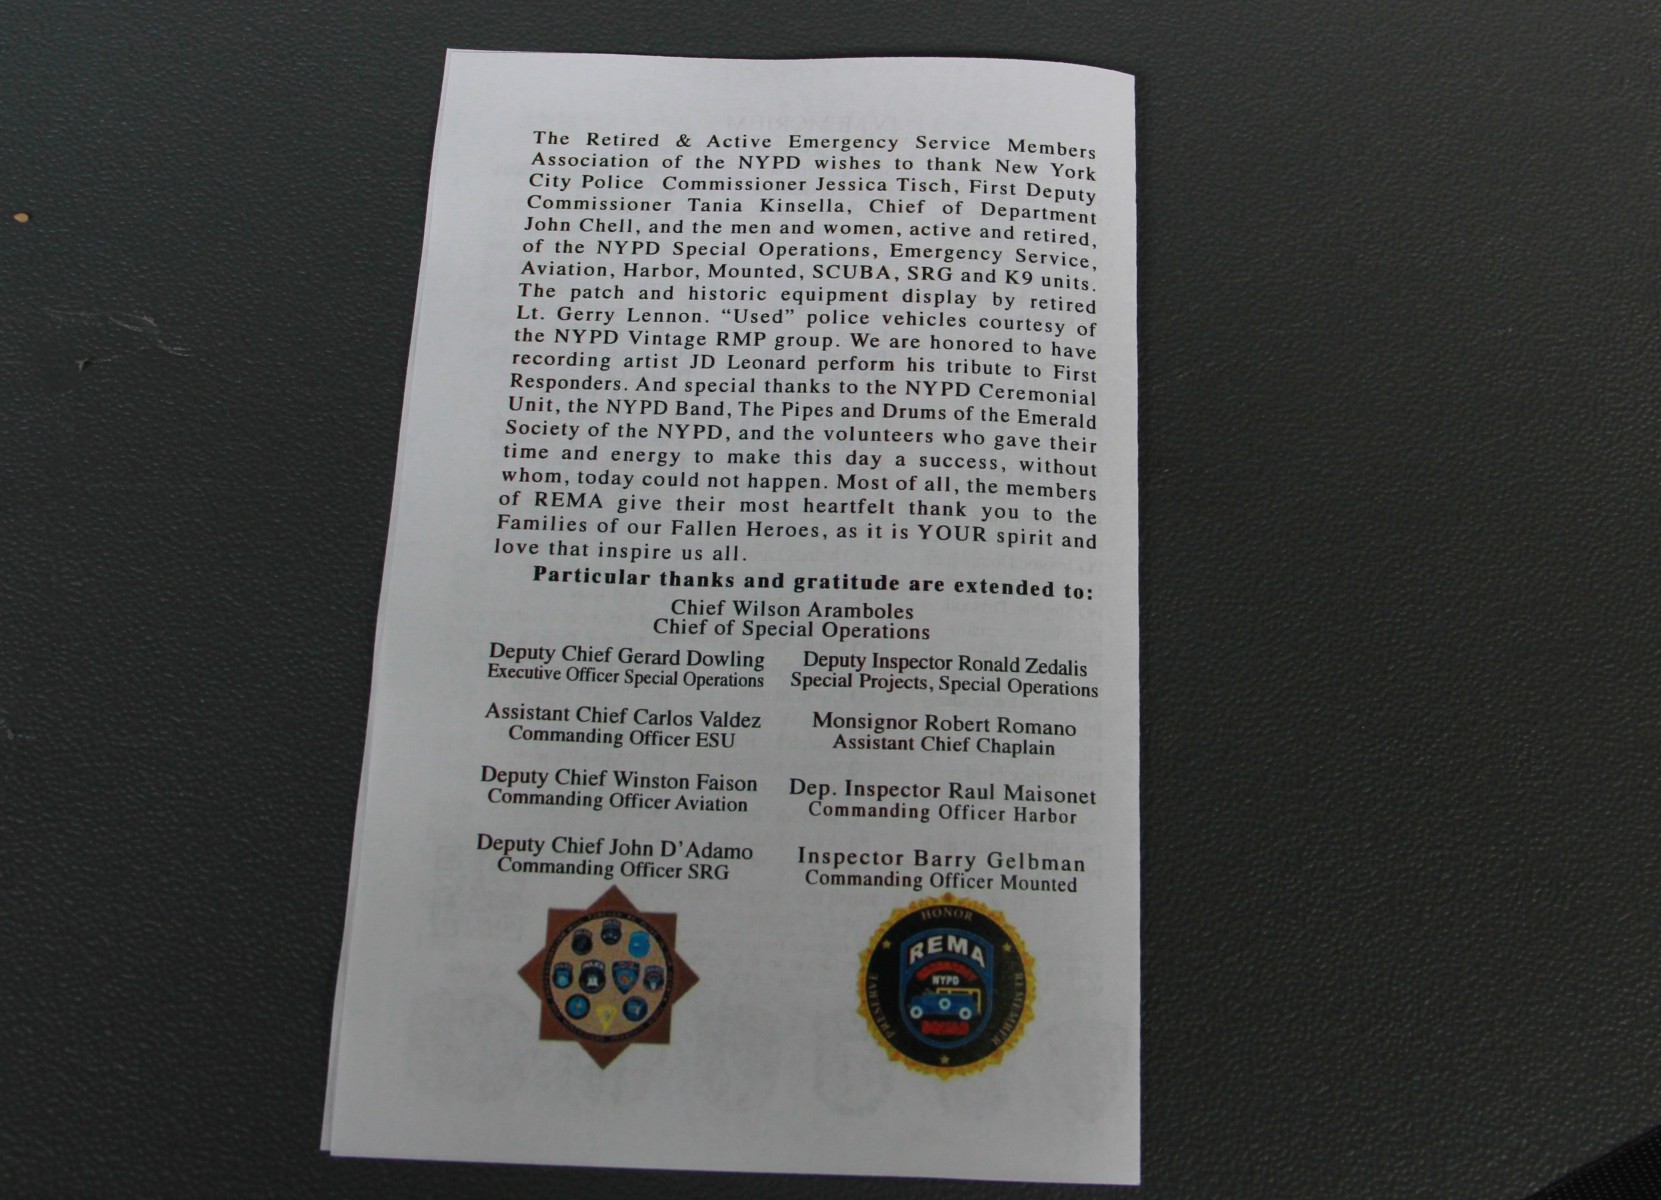 The Retired & Active Emergency Service Members
Association of the NYPD wishes to thank New York
City Police Commissioner Jessica Tisch, First Deputy
Commissioner Tania Kinsella, Chief of Department
John Chell, and the men and women, active and retired,
of the NYPD Special Operations, Emergency Service,
Aviation, Harbor, Mounted, SCUBA, SRG and K9 units.
The patch and historic equipment display by retired
Lt. Gerry Lennon. “Used” police vehicles courtesy of
the NYPD Vintage RMP group. We are honored to have
recording artist JD Leonard perform his tribute to First
Responders. And special thanks to the NYPD Ceremonial
Unit, the NYPD Band, The Pipes and Drums of the Emerald
Society of the NYPD, and the volunteers who gave their
time and energy to make this day a success, without
whom, today could not happen. Most of all, the members
of REMA give their most heartfelt thank you to the
Families of our Fallen Heroes, as it is YOUR spirit and
love that inspire us all.
Particular thanks and gratitude are extended to:
Chief Wilson Aramboles
Chief of Special Operations
Deputy Chief Gerard Dowling
Executive Officer Special Operations
Deputy Inspector Ronald Zedalis
Special Projects, Special Operations
Assistant Chief Carlos Valdez
Commanding Officer ESU
Monsignor Robert Romano
Assistant Chief Chaplain
Deputy Chief Winston Faison
Commanding Officer Aviation
Dep. Inspector Raul Maisonet
Commanding Officer Harbor
Deputy Chief John D’Adamo
Commanding Officer SRG
Inspector Barry Gelbman
Commanding Officer Mounted
HONOR
REMA
NYPD
SQUAD
PRESERVE
REMEMBER